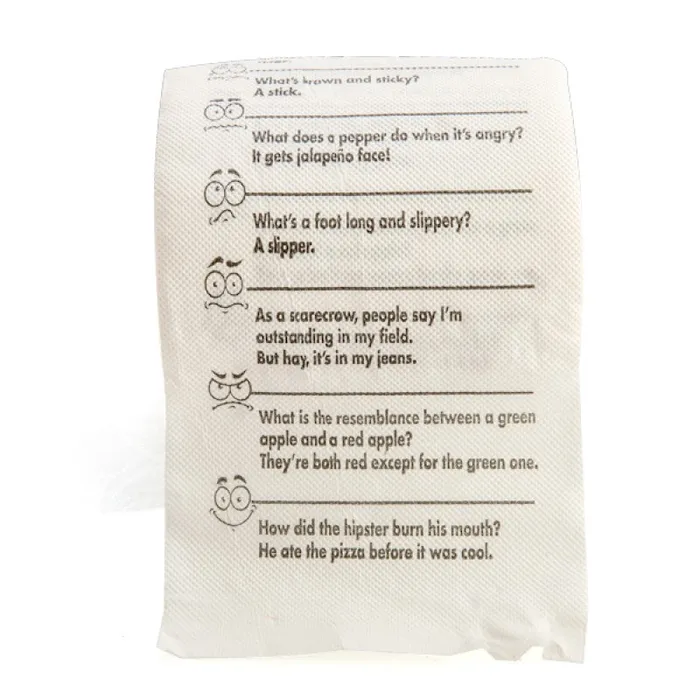 What's brown and sticky?
A stick.
What does a pepper do when it's angry?
It gets jalapeño face!
What's a foot long and slippery?
A slipper.
As a scarecrow, people say I'm
outstanding in my field.
But hay, it's in my jeans.
What is the resemblance between a green
apple and a red apple?
They're both red except for the green one.
How did the hipster burn his mouth?
He ate the pizza before it was cool.